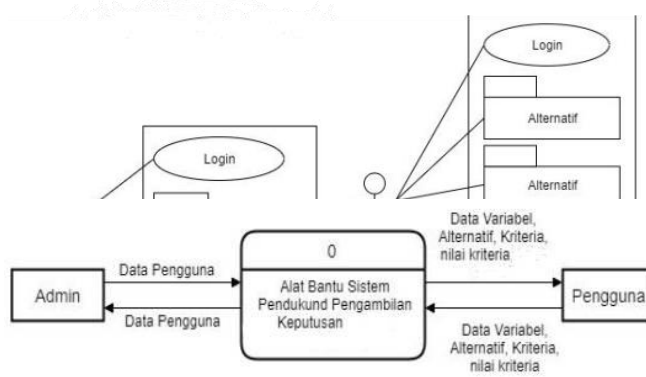 Login
Alternatif
Login
Alternatif
Data Variabel,
Alternatif, Kriteria,
nilai kriteria
0
Data Pengguna
Admin
Alat Bantu Sistem
Pendukund Pengambilan
Keputusan
Pengguna
Data Pengguna
Data Variabel,
Alternatif, Kriteria,
nilai kriteria